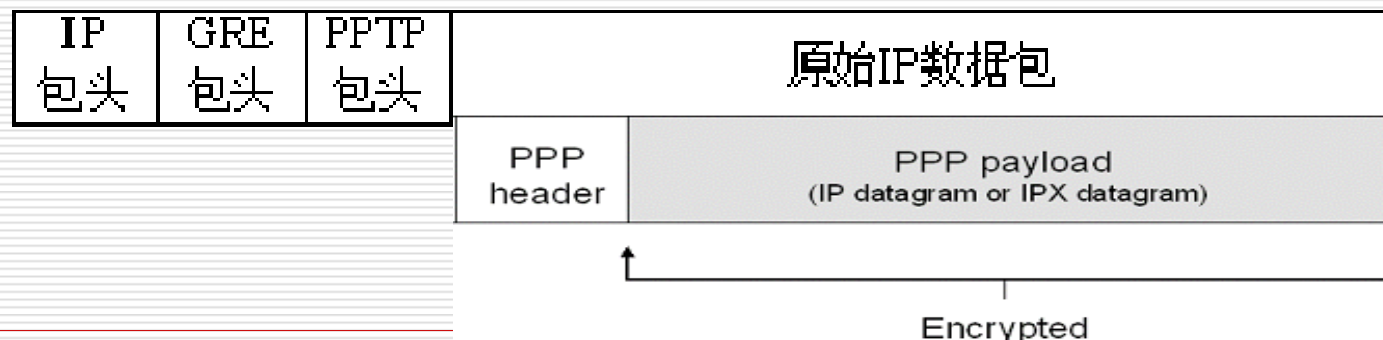 IP
包头
GRE
包头
PPTP
包头
原始IP数据包
PPP
header
PPP payload
(IP datagram or IPX datagram)
Encrypted